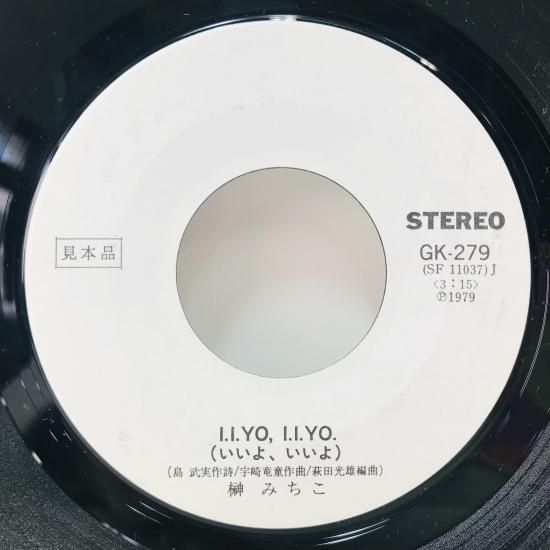 STEREO
GK-279
見本品
(SF 11037) J
<3:15>
Ⓟ1979
I.I.YO, I.I.YO.
(いいよ、いいよ)
(島 武実作詩/宇崎竜童作曲/萩田光雄編曲)
榊 みちこ